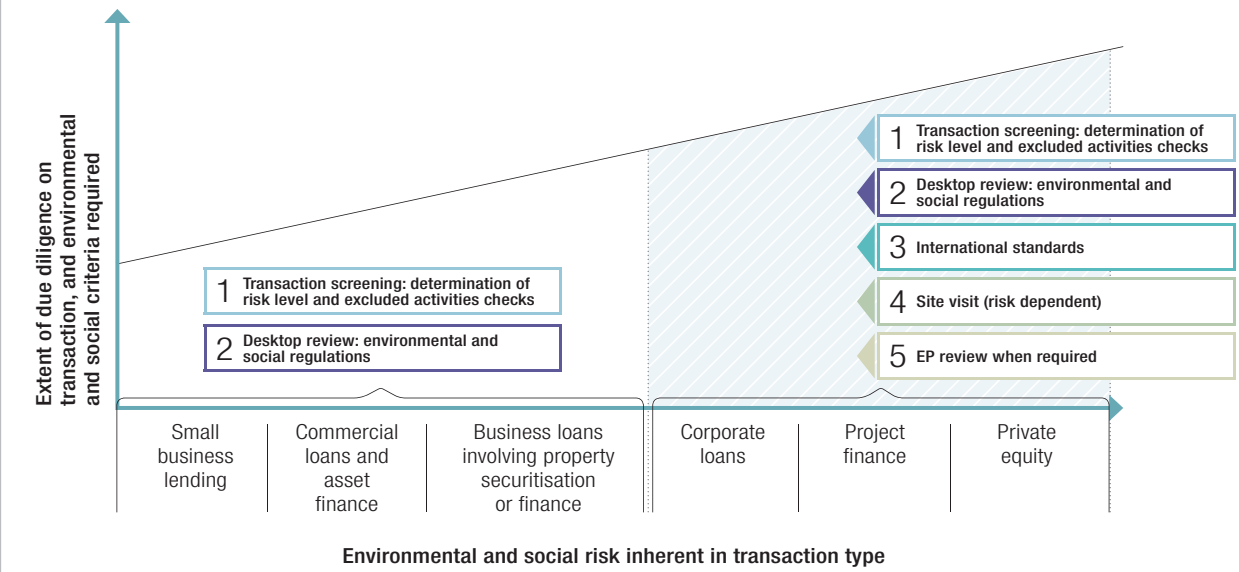 Extent of due diligence on
transaction, and environmental
and social criteria required
1 Transaction screening: determination of
risk level and excluded activities checks
2 Desktop review: environmental and
social regulations
1 Transaction screening: determination of
risk level and excluded activities checks
2 Desktop review: environmental and
social regulations
3 International standards
4 Site visit (risk dependent)
5 EP review when required
Small
business
lending
Commercial
loans and
asset
finance
Business loans
involving property
securitisation
or finance
Corporate
loans
Project
finance
Private
equity
Environmental and social risk inherent in transaction type